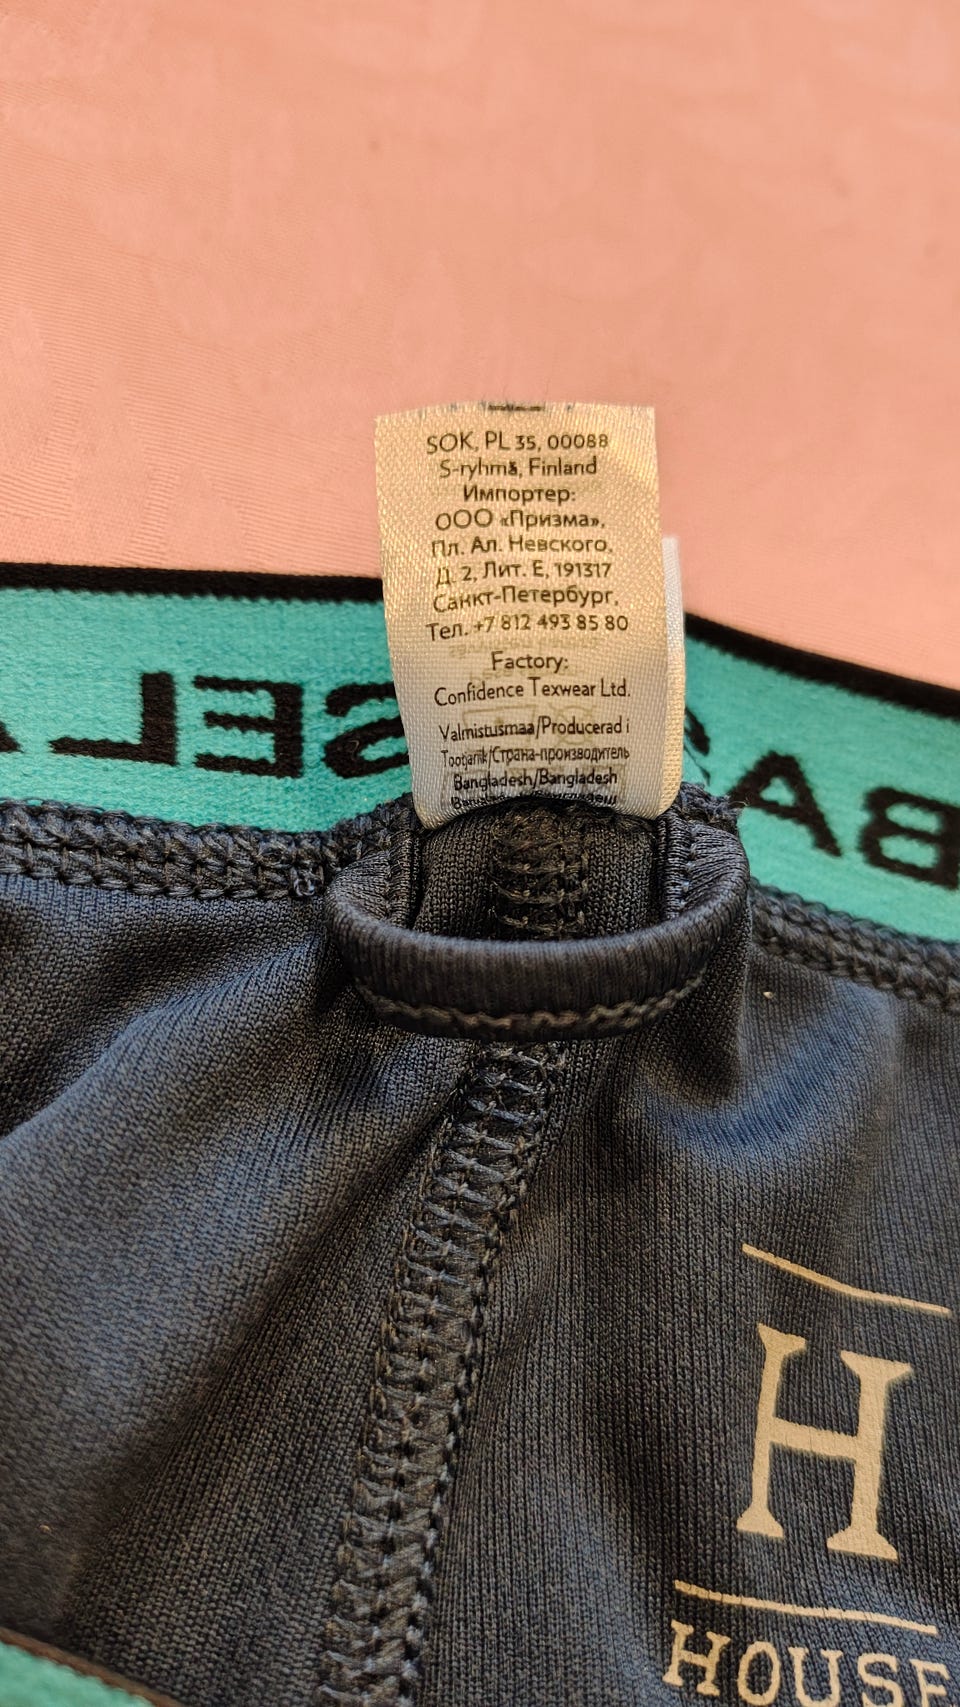 SOK, PL 35, 00088
S-ryhmä, Finland
Импортер:
ООО «Призма»,
Пл. Ал. Невского,
Д. 2, Лит. Е, 191317
Санкт-Петербург,
Тел. +7 812 493 85 80
Factory:
Confidence Texwear Ltd.
Valmistusmaa/Producerad i
Tootjariik/Страна-производитель
Bangladesh/Bangladesh
H
HOUSE